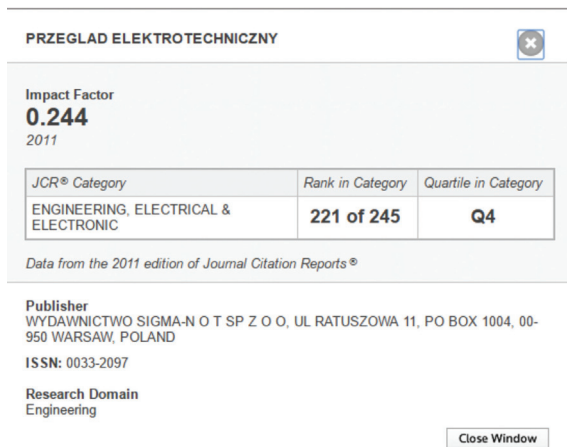 PRZEGLAD ELEKTROTECHNICZNY
Impact Factor
0.244
2011
JCR® Category Rank in Category Quartile in Category
ENGINEERING, ELECTRICAL & 221 of 245 Q4
ELECTRONIC
Data from the 2011 edition of Journal Citation Reports®
Publisher
WYDAWNICTWO SIGMA-N O T SP Z O O, UL RATUSZOWA 11, PO BOX 1004, 00-
950 WARSAW, POLAND
ISSN: 0033-2097
Research Domain
Engineering
Close Window